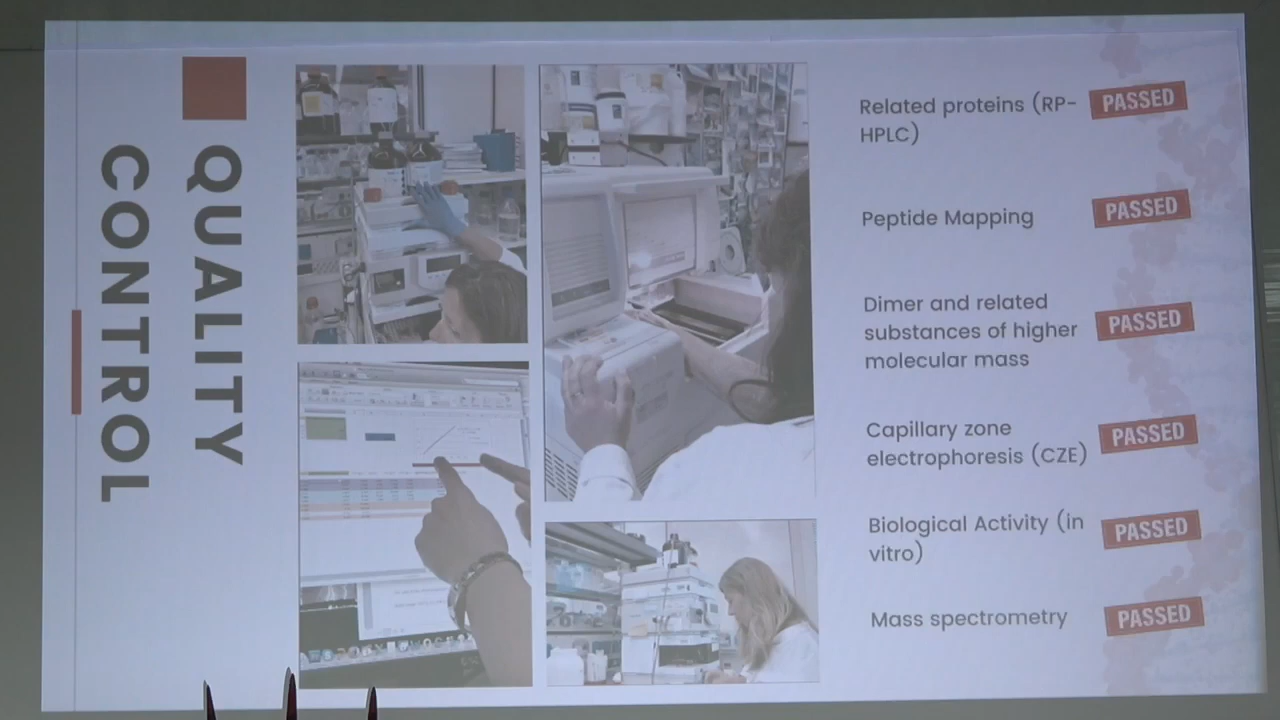 QUALITY
CONTROL
Related proteins (RP-
HPLC)
PASSED
Peptide Mapping
PASSED
Dimer and related
substances of higher
molecular mass
PASSED
Capillary zone
electrophoresis (CZE)
PASSED
Biological Activity (in
vitro)
PASSED
Mass spectrometry
PASSED